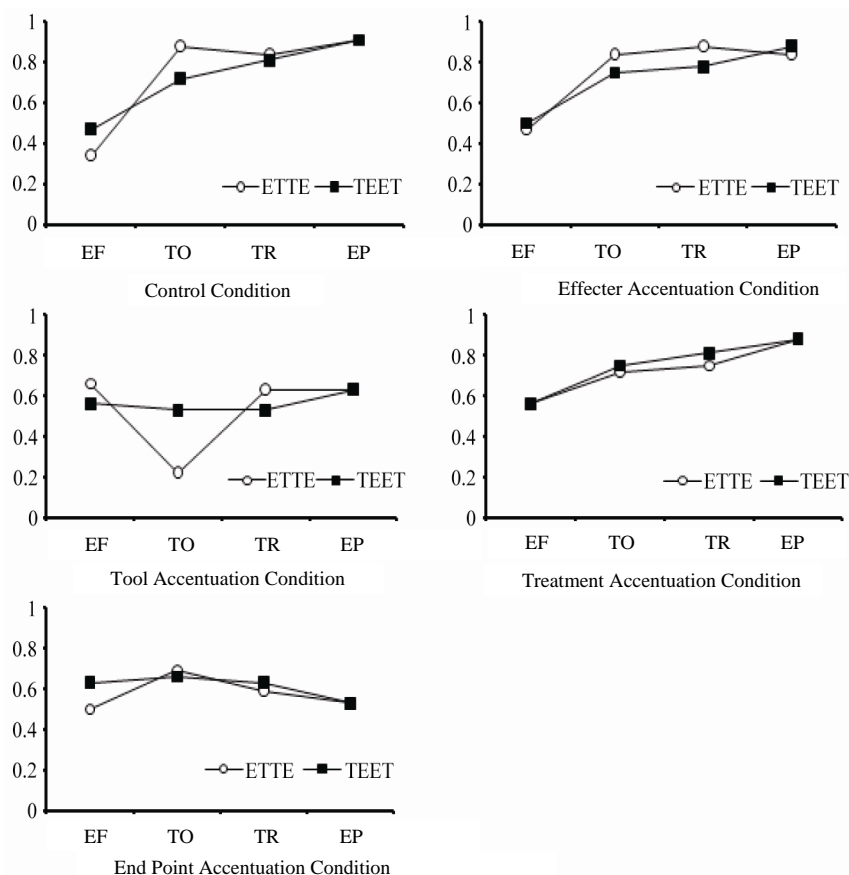 1
0.8
0.6
0.4
0.2
0
ETTE TEET
EF TO TR EP
Control Condition
1
0.8
0.6
0.4
0.2
0
ETTE TEET
EF TO TR EP
Effecter Accentuation Condition
1
0.8
0.6
0.4
0.2
0
ETTE TEET
EF TO TR EP
Tool Accentuation Condition
1
0.8
0.6
0.4
0.2
0
ETTE TEET
EF TO TR EP
Treatment Accentuation Condition
1
0.8
0.6
0.4
0.2
0
ETTE TEET
EF TO TR EP
End Point Accentuation Condition